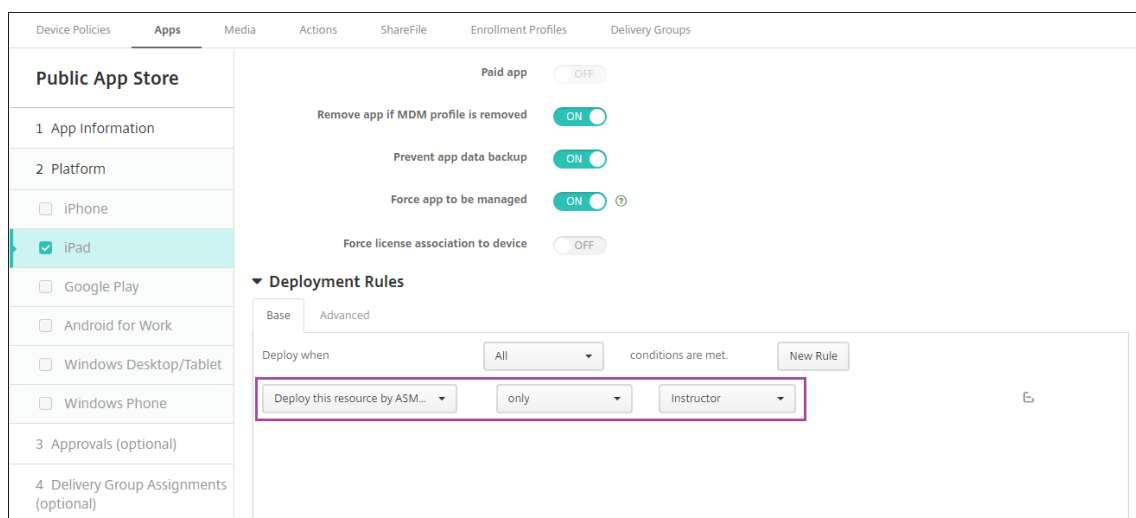 Device Policies Apps Media Actions ShareFile Enrollment Profiles Delivery Groups
Public App Store
1 App Information
2 Platform
iPhone
iPad
Google Play
Android for Work
Windows Desktop/Tablet
Windows Phone
3 Approvals (optional)
4 Delivery Group Assignments
(optional)
Paid app OFF
Remove app if MDM profile is removed ON
Prevent app data backup ON
Force app to be managed ON ?
Force license association to device OFF
Deployment Rules
Base Advanced
Deploy when All conditions are met. New Rule
Deploy this resource by ASM... only Instructor